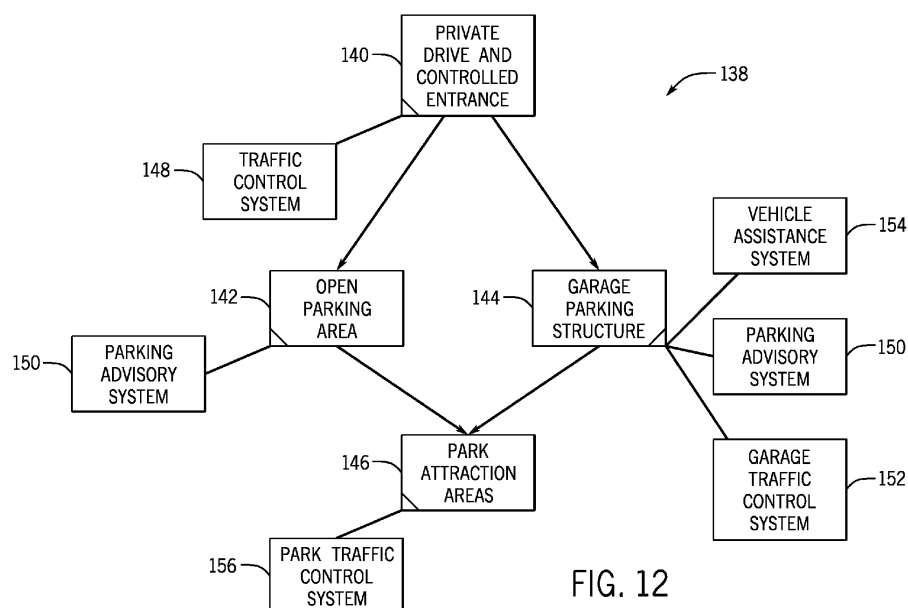 PRIVATE
DRIVE AND
CONTROLLED
ENTRANCE
140
138
TRAFFIC
CONTROL
SYSTEM
148
VEHICLE
ASSISTANCE
SYSTEM
154
OPEN
PARKING
AREA
142
GARAGE
PARKING
STRUCTURE
144
PARKING
ADVISORY
SYSTEM
150
PARKING
ADVISORY
SYSTEM
150
PARK
ATTRACTION
AREAS
146
GARAGE
TRAFFIC
CONTROL
SYSTEM
152
PARK TRAFFIC
CONTROL
SYSTEM
156
FIG. 12